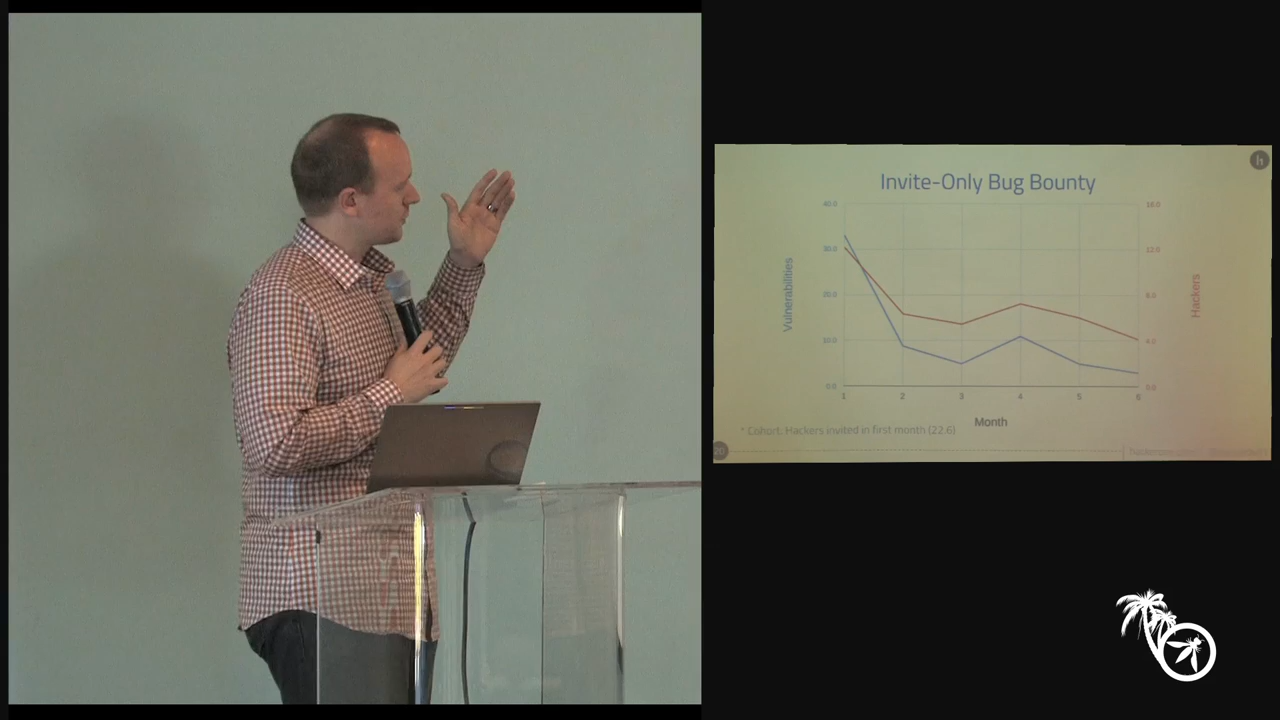 h
Invite-Only Bug Bounty
40.0
30.0
20.0
10.0
0.0
Vulnerabilities
16.0
12.0
8.0
4.0
0.0
Hackers
1 2 3 4 5 6
Month
* Cohort. Hackers invited in first month (22.6)
20